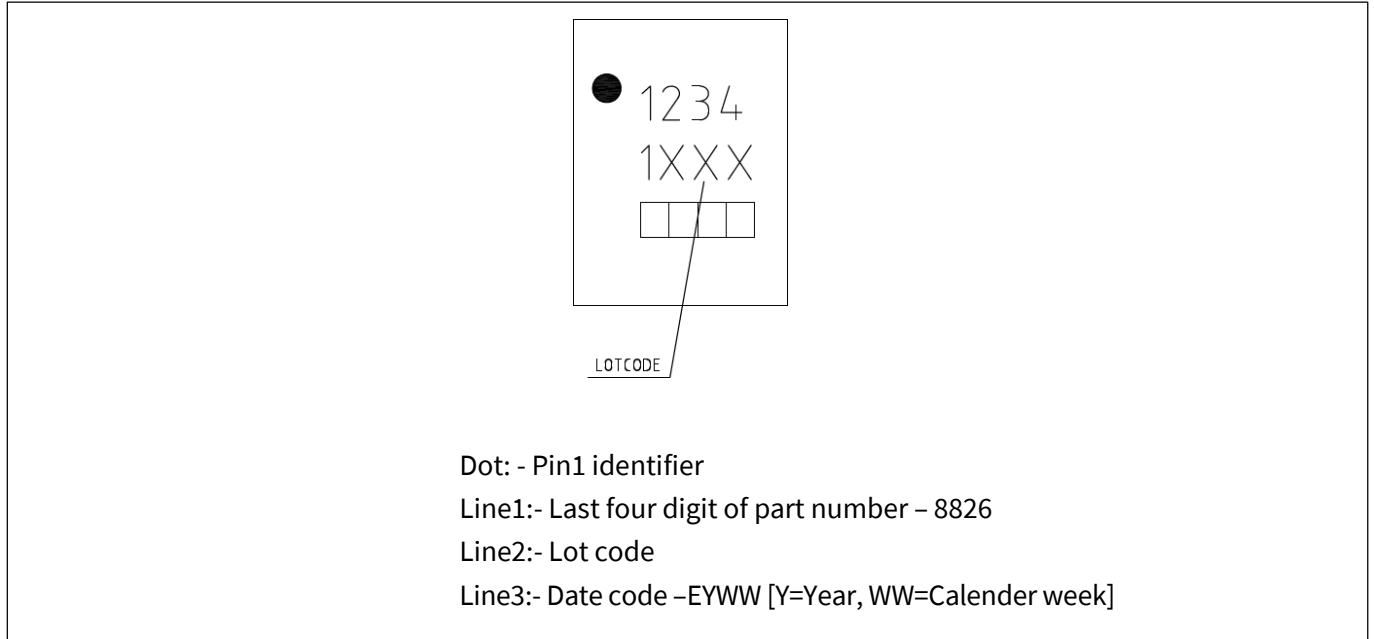 1234
1XXX
LOTCODE
Dot: - Pin1 identifier
Line1:- Last four digit of part number – 8826
Line2:- Lot code
Line3:- Date code –EYWW [Y=Year, WW=Calender week]